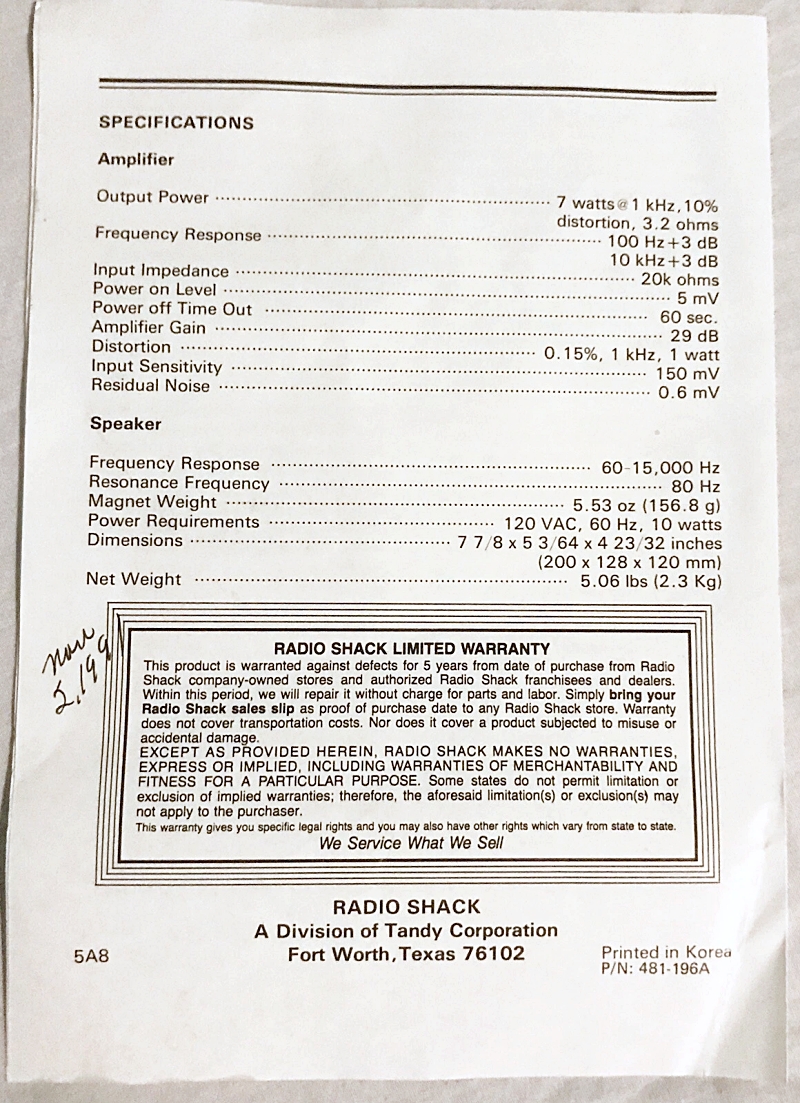 SPECIFICATIONS
Amplifier
Output Power ········ 7 watts @ 1 kHz, 10%
distortion, 3.2 ohms
Frequency Response ········ 100 Hz+3 dB
10 kHz+3 dB
Input Impedance ········ 20k ohms
Power on Level ········ 5 mV
Power off Time Out ········ 60 sec.
Amplifier Gain ········ 29 dB
Distortion ········ 0.15%, 1 kHz, 1 watt
Input Sensitivity ········ 150 mV
Residual Noise ········ 0.6 mV
Speaker
Frequency Response ········ 60-15,000 Hz
Resonance Frequency ········ 80 Hz
Magnet Weight ········ 5.53 oz (156.8 g)
Power Requirements ········ 120 VAC, 60 Hz, 10 watts
Dimensions ········ 7 7/8 x 5 3/64 x 4 23/32 inches
(200 x 128 x 120 mm)
Net Weight ········ 5.06 lbs (2.3 Kg)
Nov
5, 1991
RADIO SHACK LIMITED WARRANTY
This product is warranted against defects for 5 years from date of purchase from Radio
Shack company-owned stores and authorized Radio Shack franchisees and dealers.
Within this period, we will repair it without charge for parts and labor. Simply bring your
Radio Shack sales slip as proof of purchase date to any Radio Shack store. Warranty
does not cover transportation costs. Nor does it cover a product subjected to misuse or
accidental damage.
EXCEPT AS PROVIDED HEREIN, RADIO SHACK MAKES NO WARRANTIES,
EXPRESS OR IMPLIED, INCLUDING WARRANTIES OF MERCHANTABILITY AND
FITNESS FOR A PARTICULAR PURPOSE. Some states do not permit limitation or
exclusion of implied warranties; therefore, the aforesaid limitation(s) or exclusion(s) may
not apply to the purchaser.
This warranty gives you specific legal rights and you may also have other rights which vary from state to state.
We Service What We Sell
RADIO SHACK
A Division of Tandy Corporation
Fort Worth, Texas 76102
5A8
Printed in Korea
P/N: 481-196A